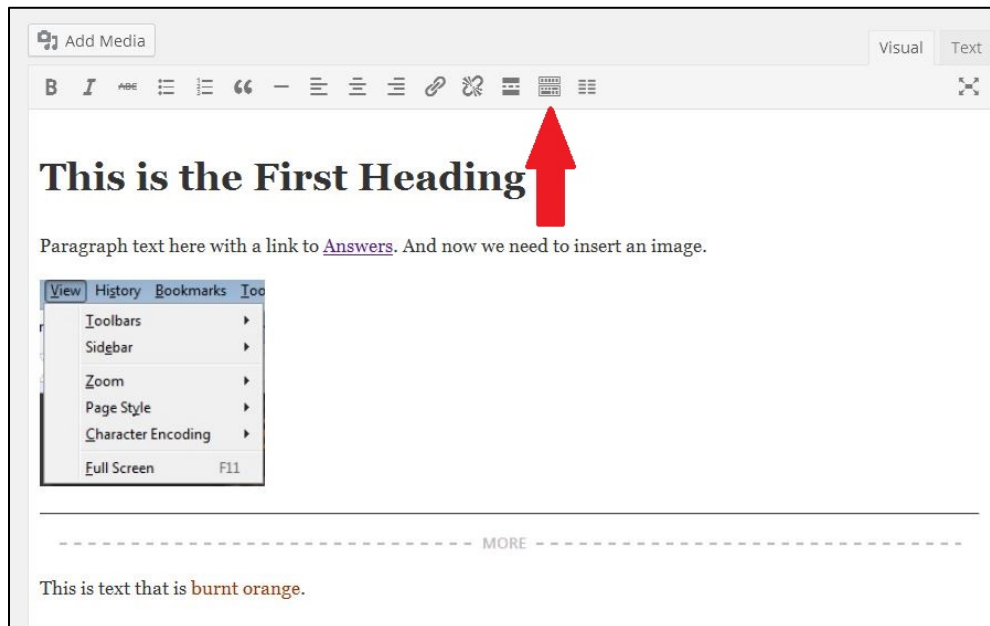 Add Media
Visual Text
B I ABE
This is the First Heading
Paragraph text here with a link to Answers. And now we need to insert an image.
View History Bookmarks Too
Toolbars
Sidebar
Zoom
Page Style
Character Encoding
Full Screen F11
MORE
This is text that is burnt orange.